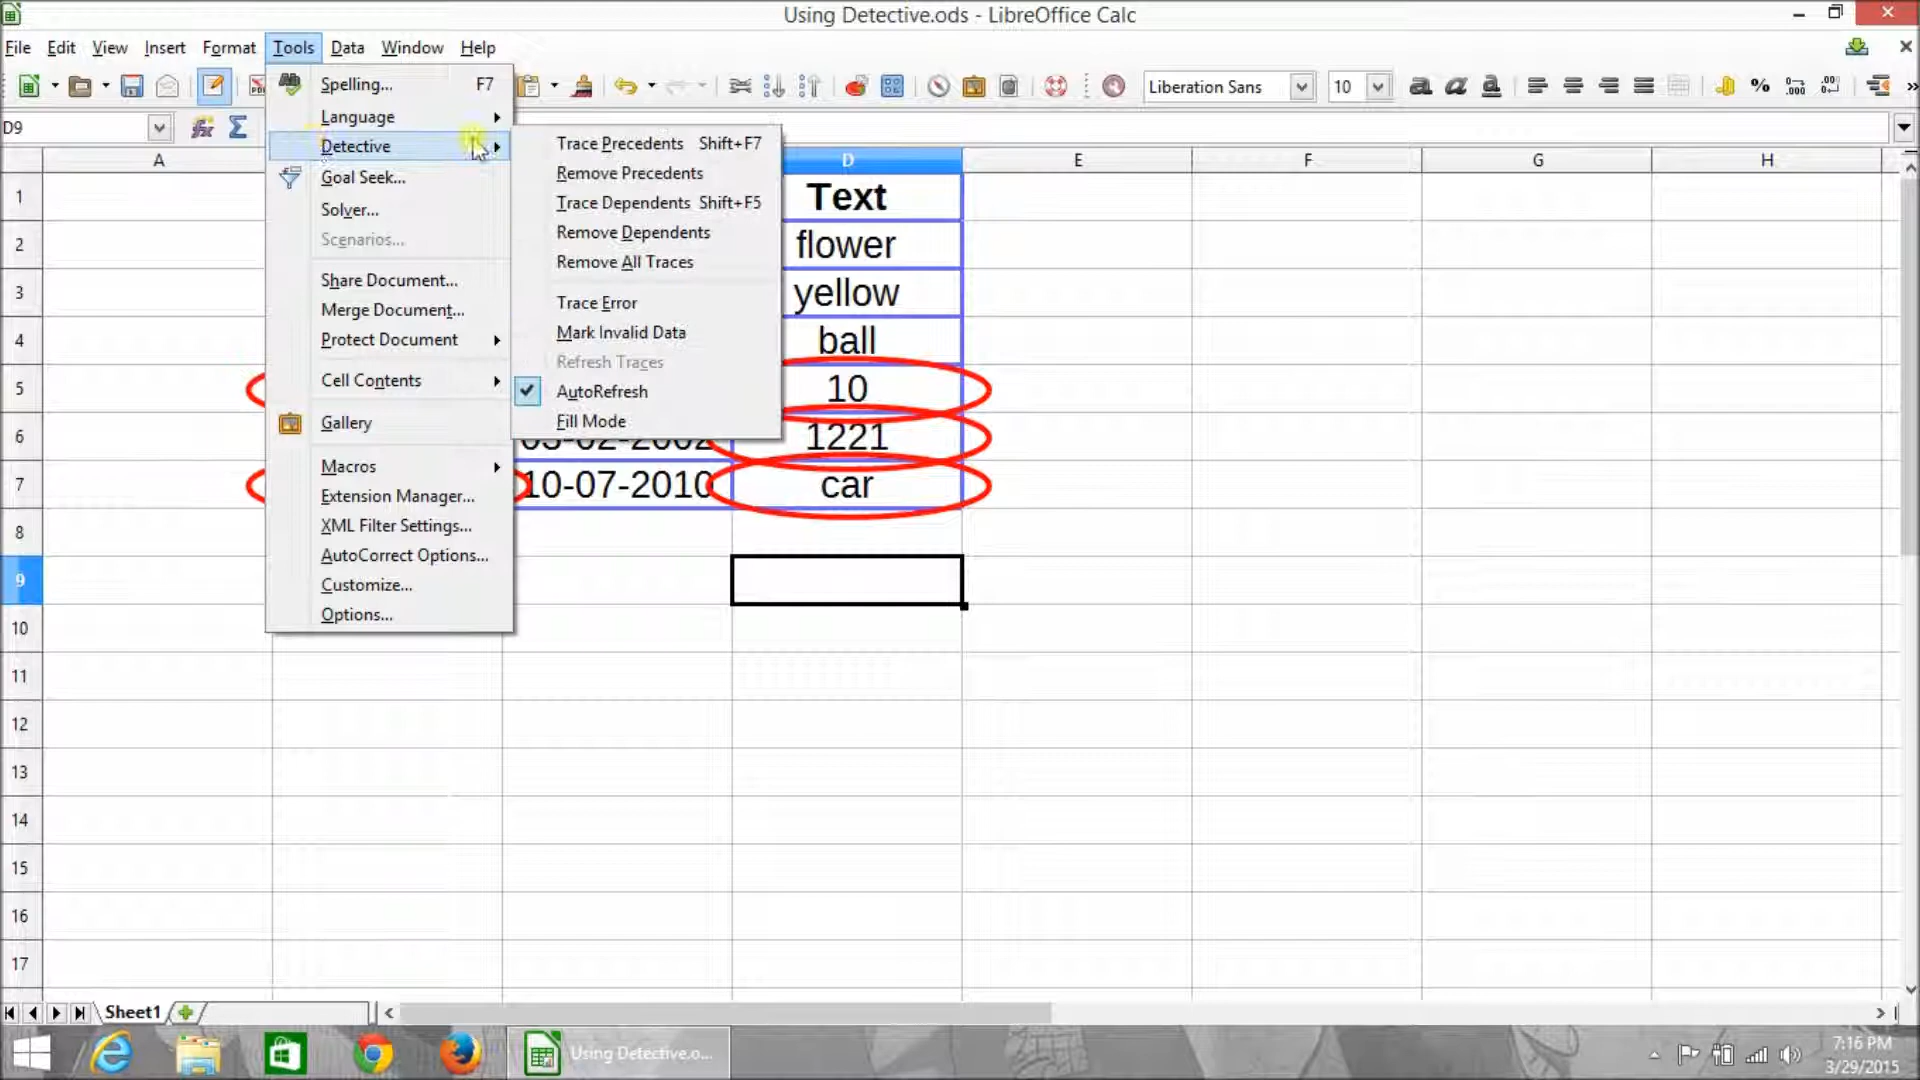 Using Detective.ods - LibreOffice Calc
File Edit View Insert Format Tools Data Window Help
Liberation Sans 10
D9
A D E F G H
Spelling... F7
Language
Detective
Goal Seek...
Solver...
Scenarios...
Share Document...
Merge Document...
Protect Document
Cell Contents
Gallery
Macros
Extension Manager...
XML Filter Settings...
AutoCorrect Options...
Customize...
Options...
Trace Precedents Shift+F7
Remove Precedents
Trace Dependents Shift+F5
Remove Dependents
Remove All Traces
Trace Error
Mark Invalid Data
Refresh Traces
AutoRefresh
Fill Mode
1 Text
2 flower
3 yellow
4 ball
5 10
6 03-02-2002 1221
7 10-07-2010 car
8
9
10
11
12
13
14
15
16
17
Sheet1
Using Detective.o...
7:16 PM
3/29/2015